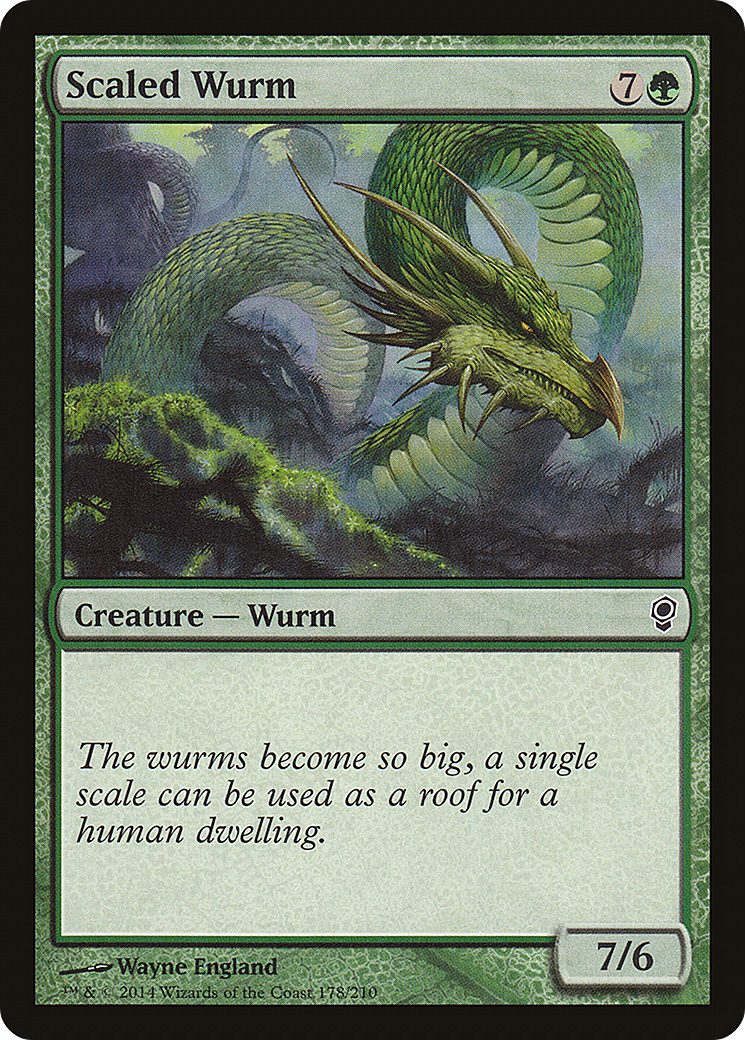 Scaled Wurm 7
Creature — Wurm
The wurms become so big, a single
scale can be used as a roof for a
human dwelling.
7/6
Wayne England
™ & © 2014 Wizards of the Coast 178/210